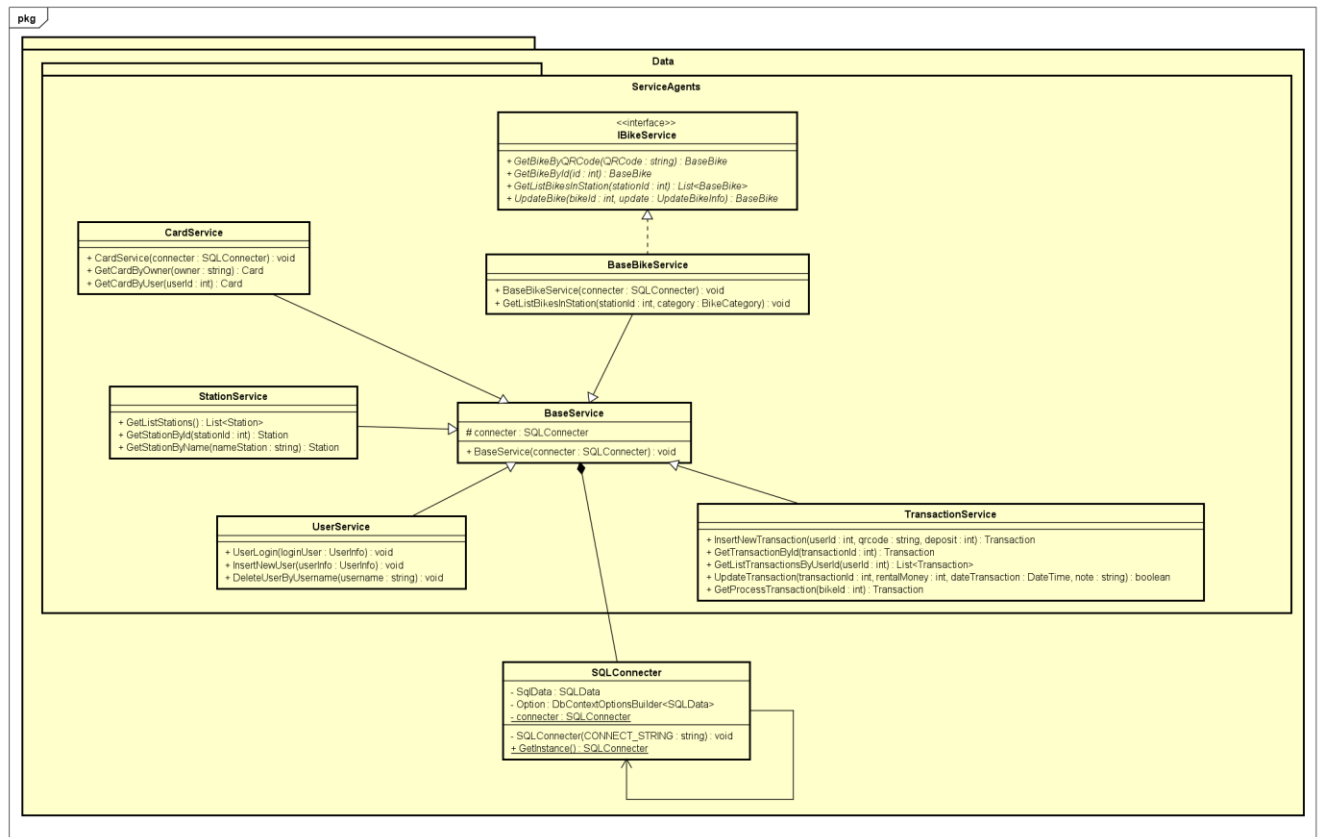 pkg
Data
ServiceAgents
<<interface>>
IBikeService
+ GetBikeByQRCode(QRCode : string) : BaseBike
+ GetBikeById(id : int) : BaseBike
+ GetListBikesInStation(stationId : int) : List<BaseBike>
+ UpdateBike(bikeId : int, update : UpdateBikeInfo) : BaseBike
CardService
+ CardService(connecter : SQLConnecter) : void
+ GetCardByOwner(owner : string) : Card
+ GetCardByUser(userId : int) : Card
BaseBikeService
+ BaseBikeService(connecter : SQLConnecter) : void
+ GetListBikesInStation(stationId : int, category : BikeCategory) : void
StationService
+ GetListStations() : List<Station>
+ GetStationById(stationId : int) : Station
+ GetStationByName(nameStation : string) : Station
BaseService
# connecter : SQLConnecter
+ BaseService(connecter : SQLConnecter) : void
UserService
+ UserLogin(loginUser : UserInfo) : void
+ InsertNewUser(userInfo : UserInfo) : void
+ DeleteUserByUsername(username : string) : void
TransactionService
+ InsertNewTransaction(userId : int, qrcode : string, deposit : int) : Transaction
+ GetTransactionById(transactionId : int) : Transaction
+ GetListTransactionsByUserId(userId : int) : List<Transaction>
+ UpdateTransaction(transactionId : int, rentalMoney : int, dateTransaction : DateTime, note : string) : boolean
+ GetProcessTransaction(bikeId : int) : Transaction
SQLConnecter
- SqlData : SQLData
- Option : DbContextOptionsBuilder<SQLData>
- connecter : SQLConnecter
- SQLConnecter(CONNECT_STRING : string) : void
+ GetInstance() : SQLConnecter